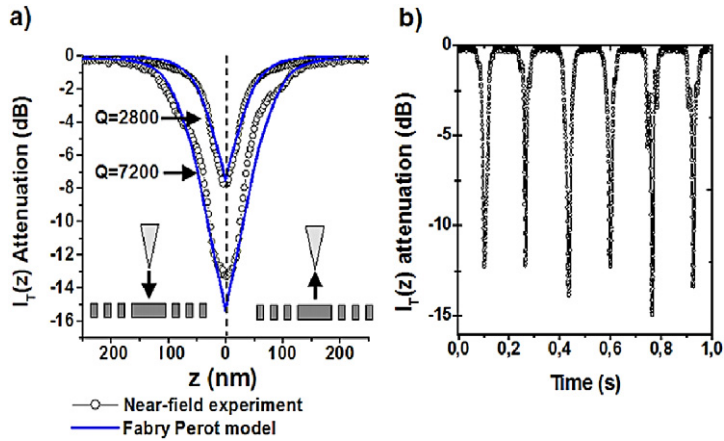 a)
I_T(z) Attenuation (dB)
0
-2
-4
-6
-8
-10
-12
-14
-16
Q=2800
Q=7200
200 100 0 100 200
z (nm)
Near-field experiment
Fabry Perot model
b)
I_T(z) attenuation (dB)
0
-5
-10
-15
0,0 0,2 0,4 0,6 0,8 1,0
Time (s)